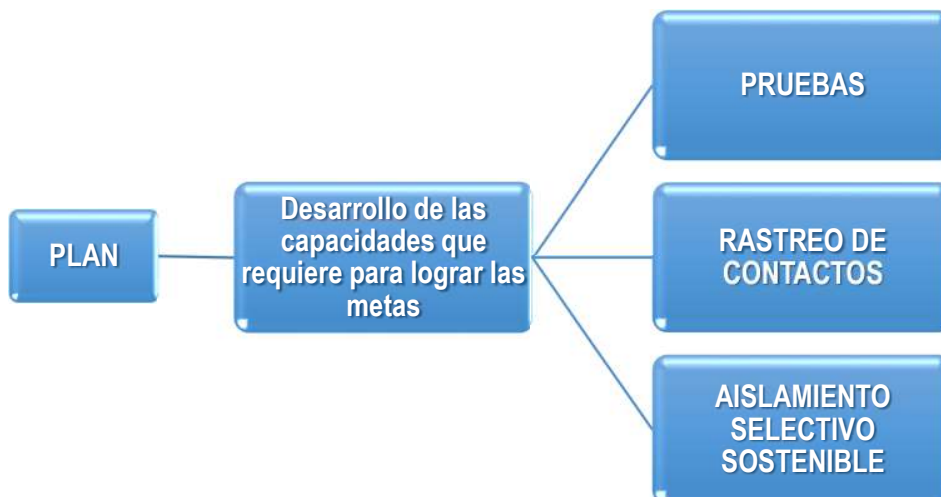 PLAN
Desarrollo de las
capacidades que
requiere para lograr las
metas
PRUEBAS
RASTREO DE
CONTACTOS
AISLAMIENTO
SELECTIVO
SOSTENIBLE